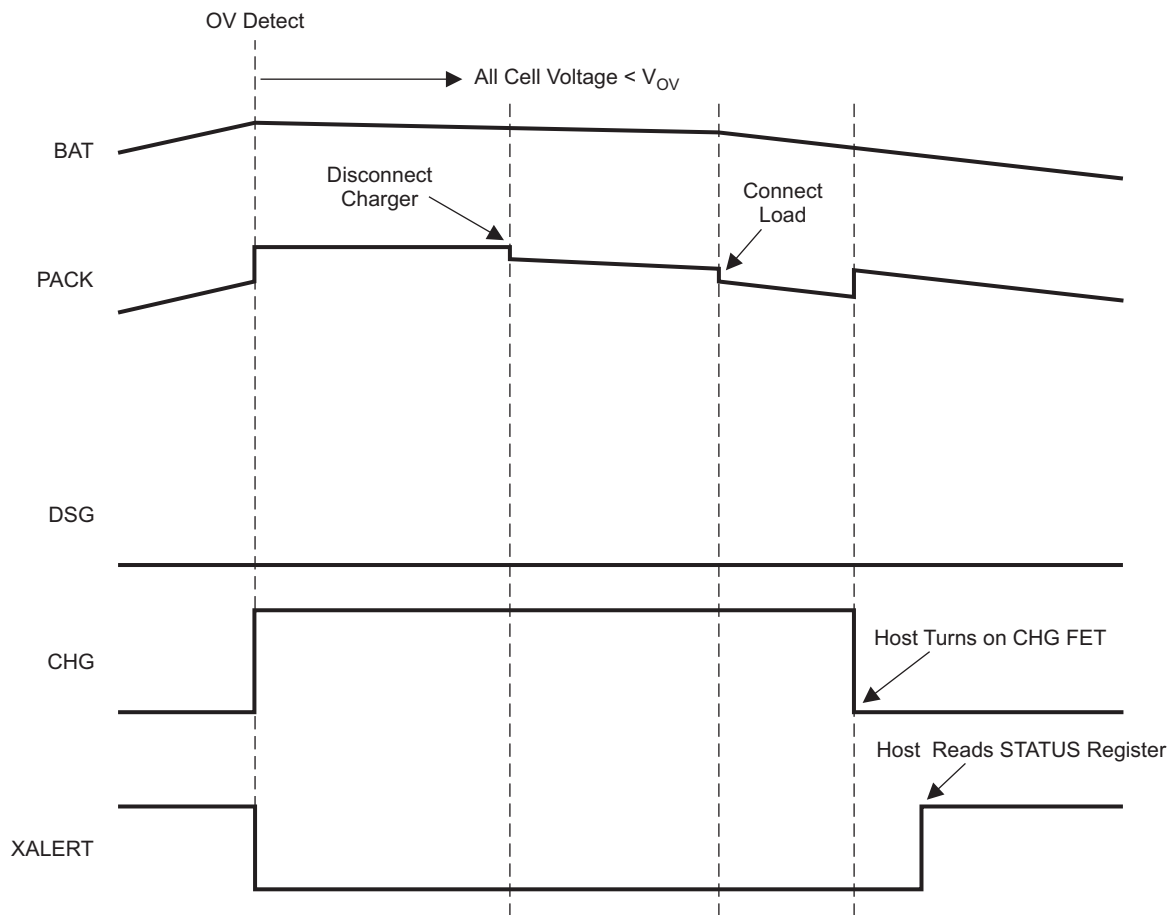 OV Detect
All Cell Voltage < VOV
BAT
Disconnect
Charger
Connect
Load
PACK
DSG
Host Turns on CHG FET
CHG
Host Reads STATUS Register
XALERT